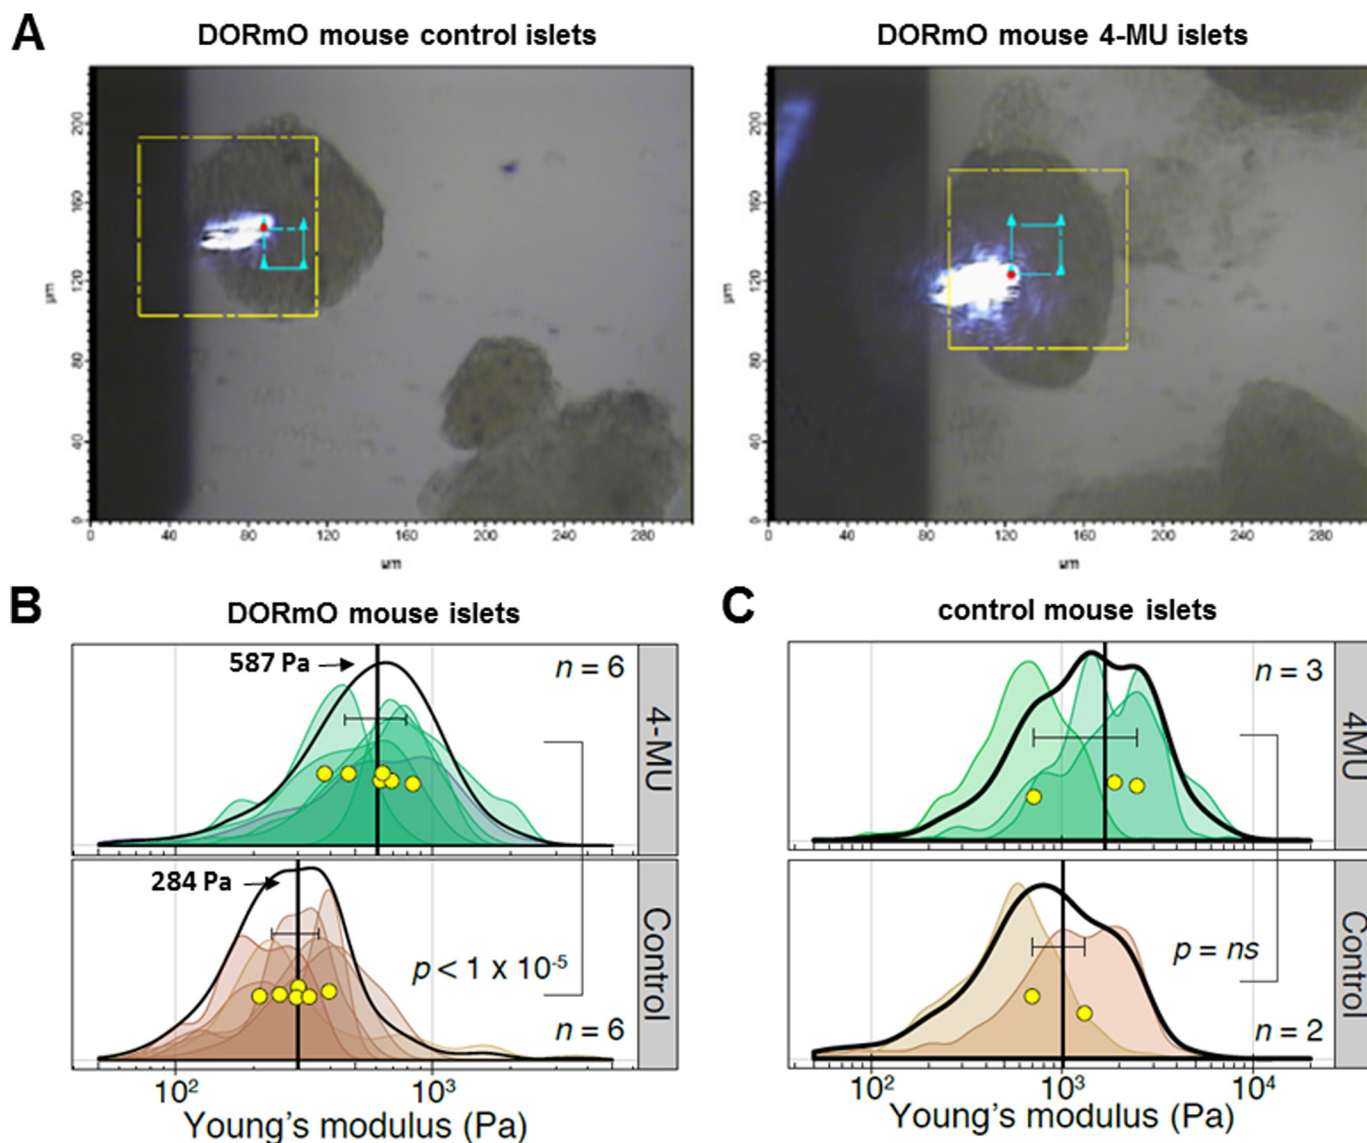 A
DORmO mouse control islets
DORmO mouse 4-MU islets
200
160
120
80
40
0
µm
0 40 80 120 160 200 240 280
µm
200
160
120
80
40
0
µm
0 40 80 120 160 200 240 280
µm
B
DORmO mouse islets
587 Pa
n = 6
4-MU
284 Pa
p < 1 x 10-5
n = 6
Control
10² 10³
Young's modulus (Pa)
C
control mouse islets
n = 3
4MU
p = ns
n = 2
Control
10² 10³ 10⁴
Young's modulus (Pa)